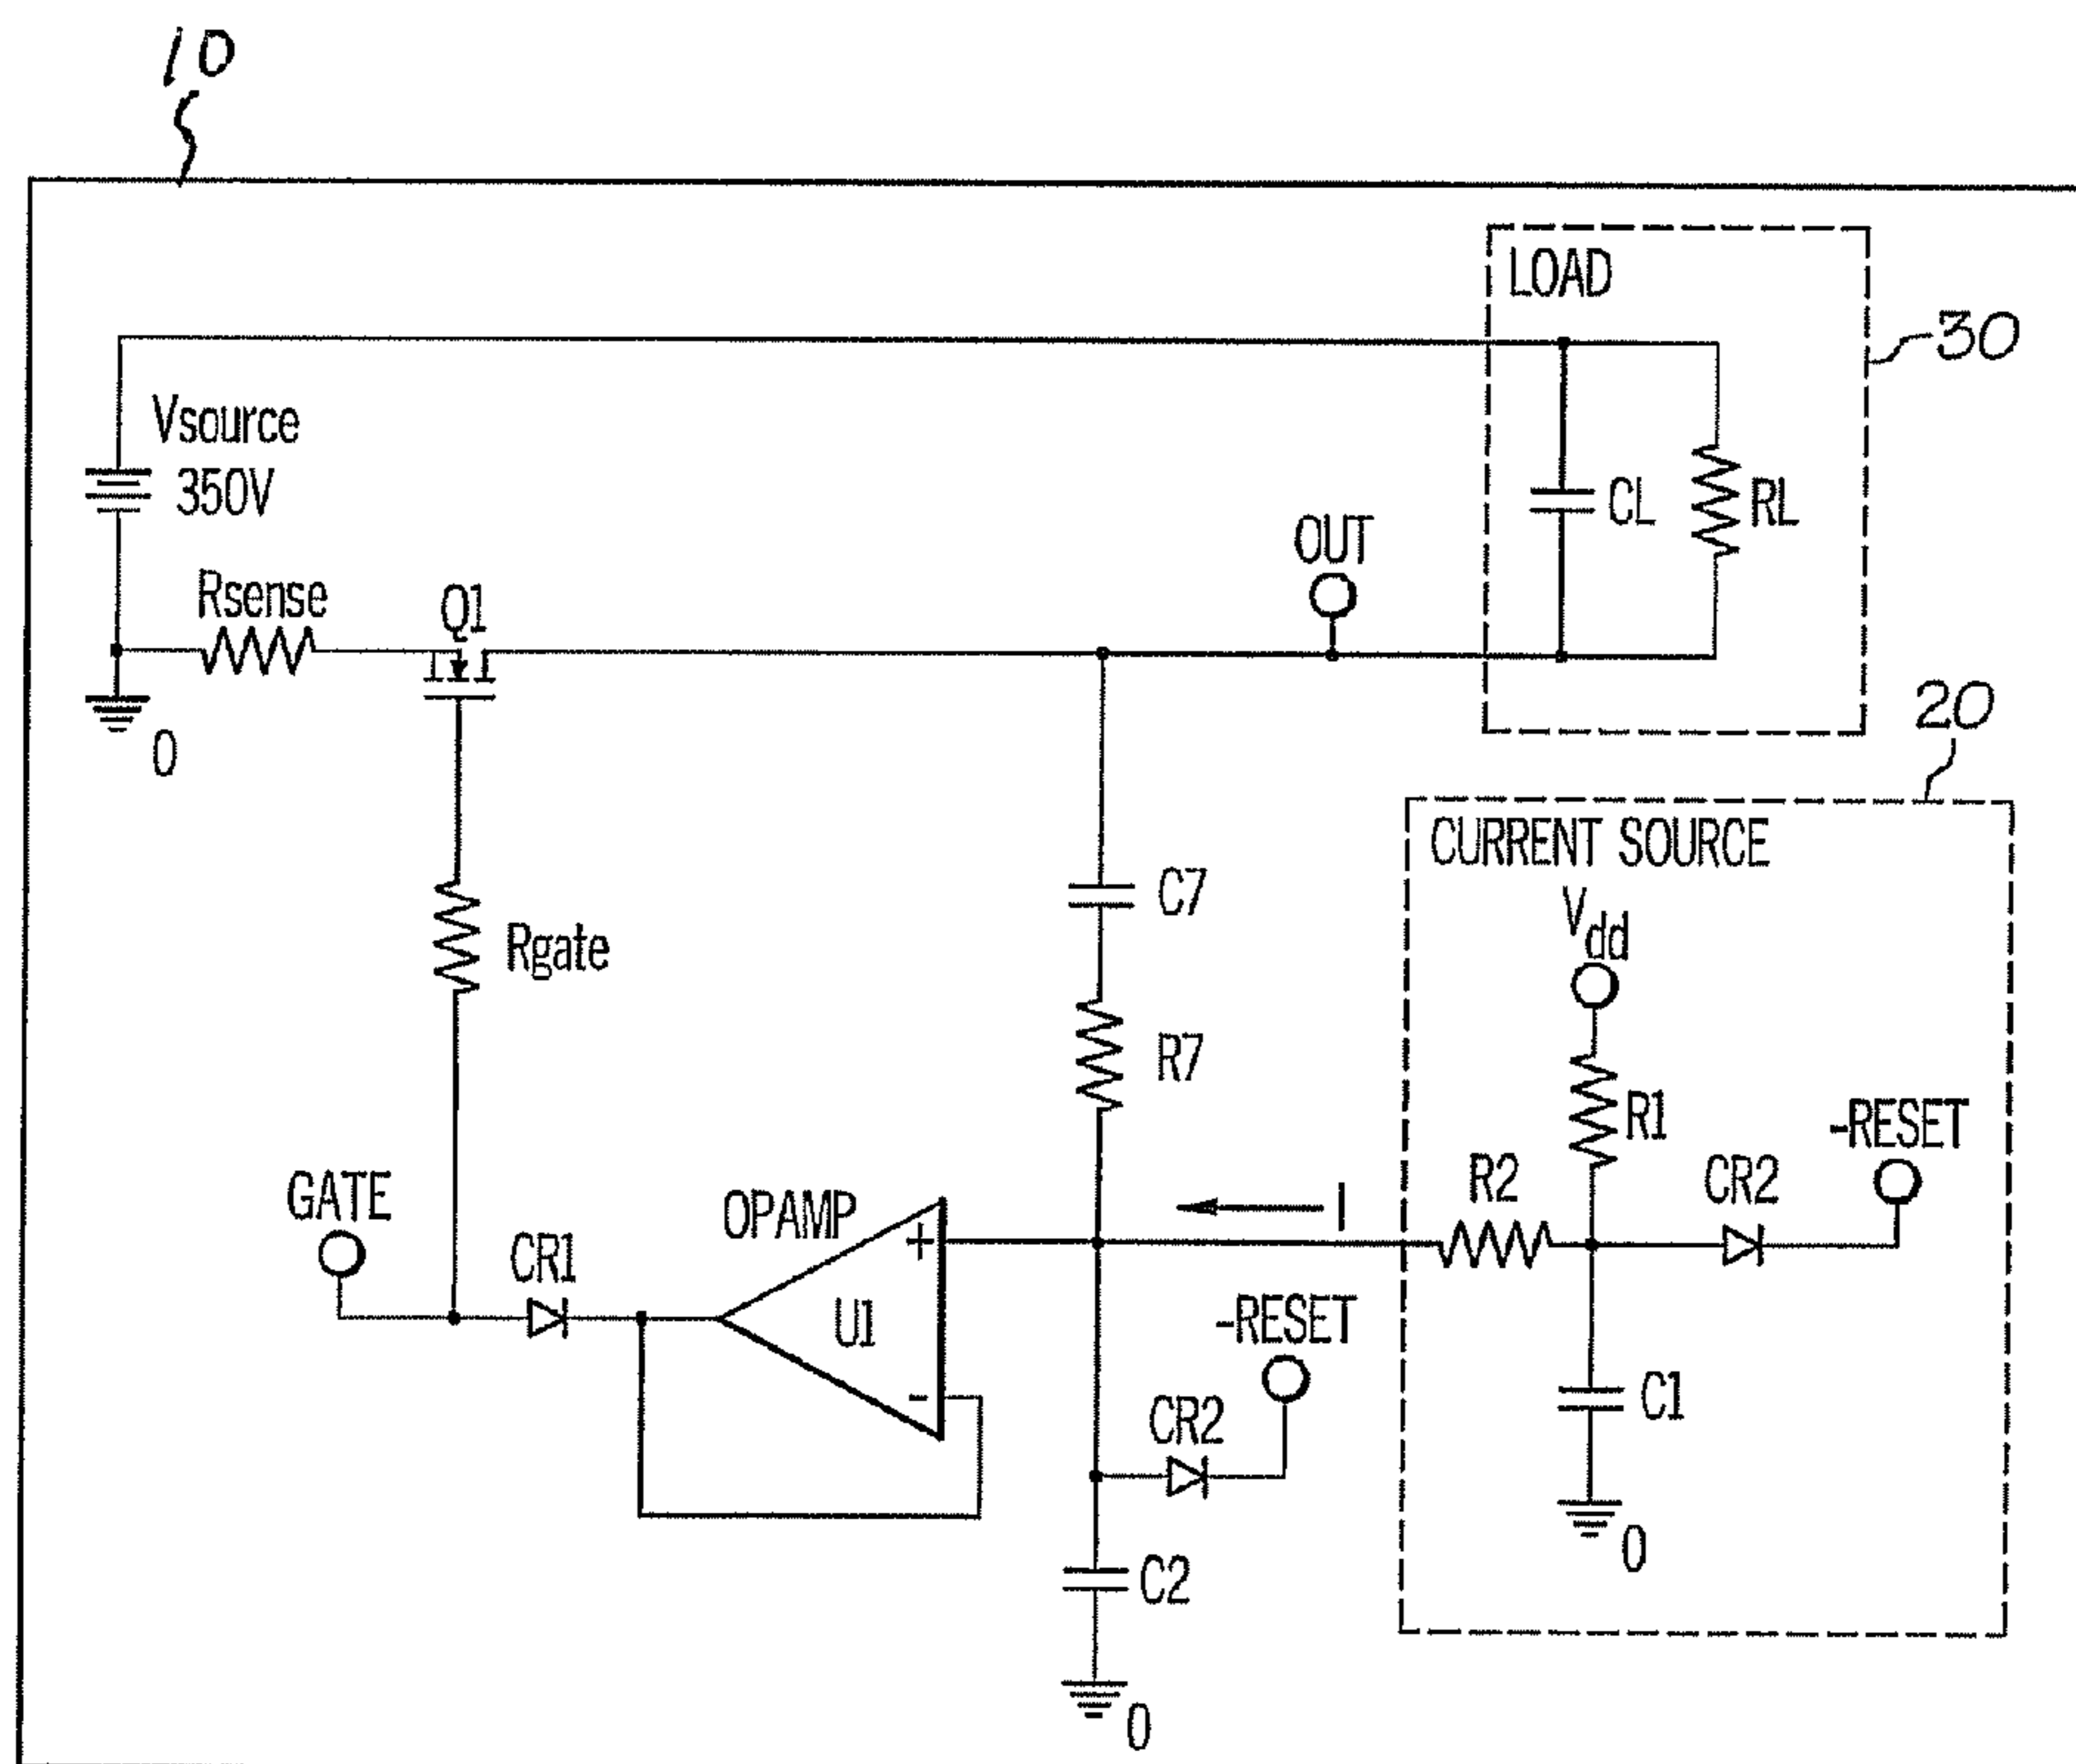 10
LOAD
30
Vsource
350V
CL
RL
OUT
Rsense
Q1
0
20
CURRENT SOURCE
Vdd
C7
Rgate
R7
R1
-RESET
R2
CR2
I
GATE
CR1
OPAMP
+
U1
-
-RESET
CR2
C1
0
C2
0